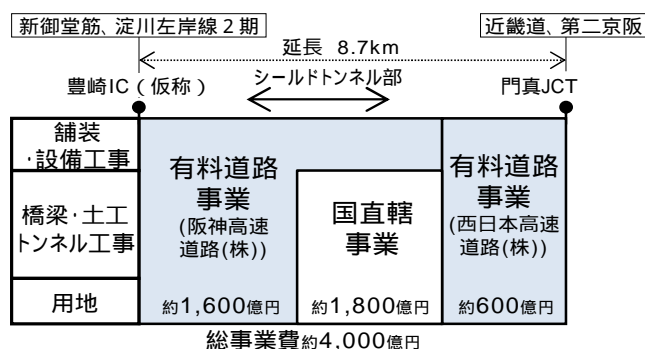 新御堂筋、淀川左岸線２期
近畿道、第二京阪
延長 8.7km
豊崎IC（仮称）
シールドトンネル部
門真JCT
舗装
・設備工事
橋梁・土工
トンネル工事
用地
有料道路
事業
(阪神高速
道路(株))
約1,600億円
国直轄
事業
約1,800億円
有料道路
事業
(西日本高速
道路(株))
約600億円
総事業費約4,000億円